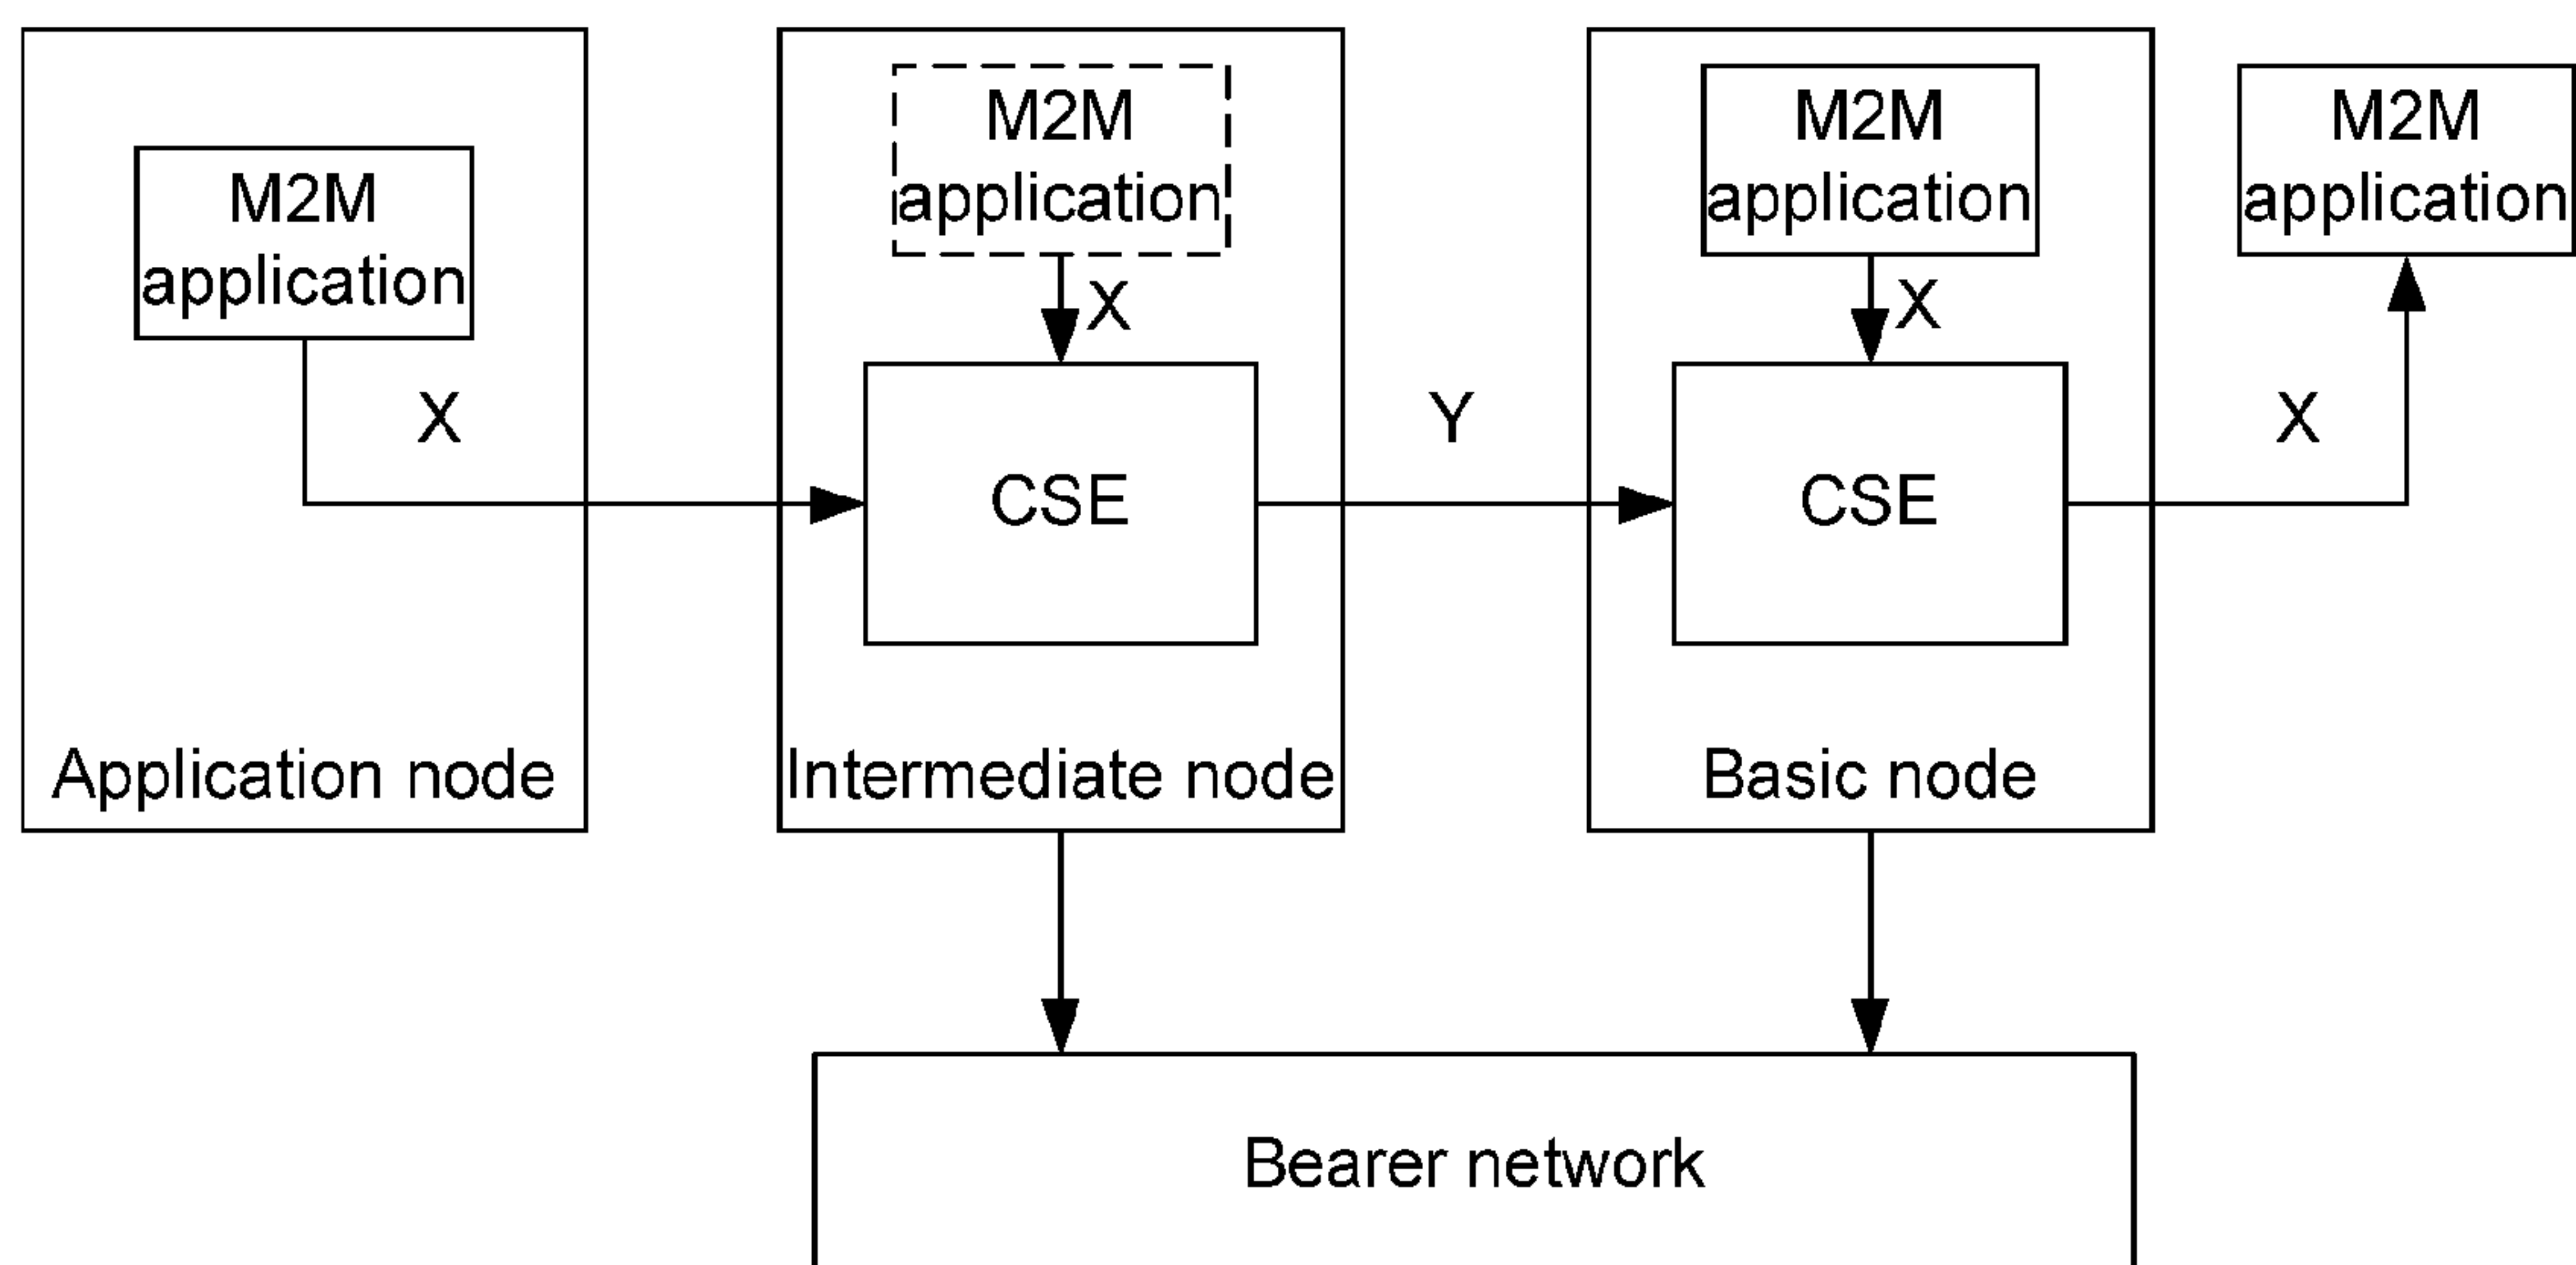 M2M
application
X
Application node
M2M
application
X
CSE
Intermediate node
Y
M2M
application
X
CSE
Basic node
M2M
application
X
Bearer network